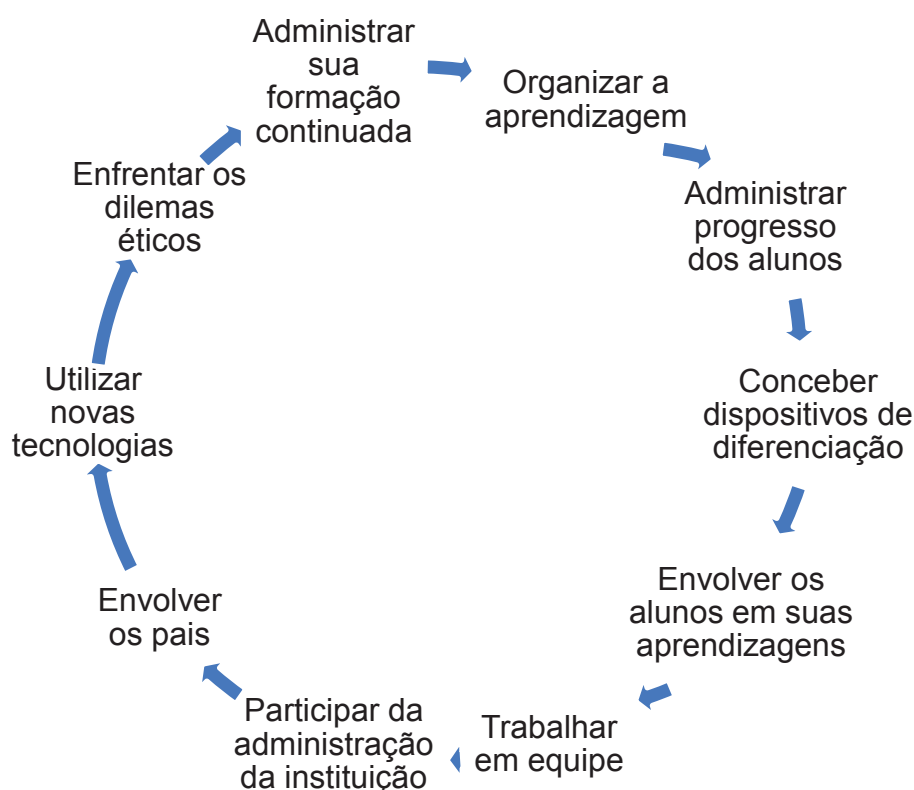 Administrar
sua
formação
continuada
Organizar a
aprendizagem
Administrar
progresso
dos alunos
Conceber
dispositivos de
diferenciação
Envolver os
alunos em suas
aprendizagens
Trabalhar
em equipe
Participar da
administração
da instituição
Envolver
os pais
Utilizar
novas
tecnologias
Enfrentar os
dilemas
éticos